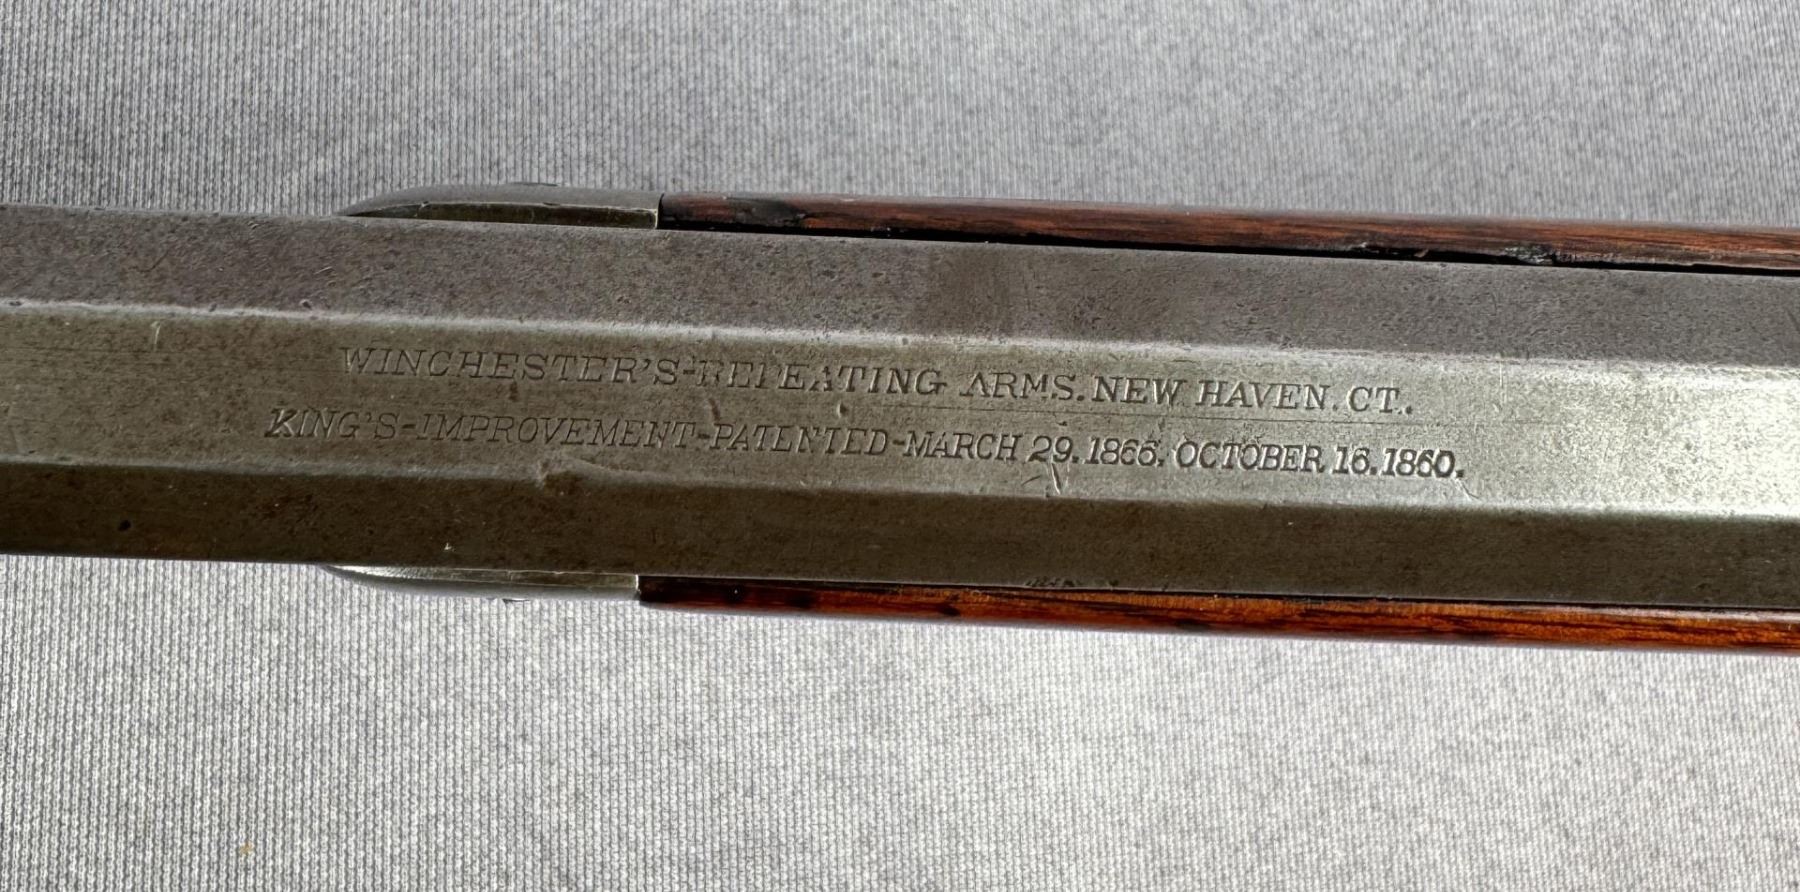 WINCHESTER'S-REPEATING ARMS. NEW HAVEN. CT.
KING'S-IMPROVEMENT-PATENTED-MARCH 29. 1866. OCTOBER 16. 1860.